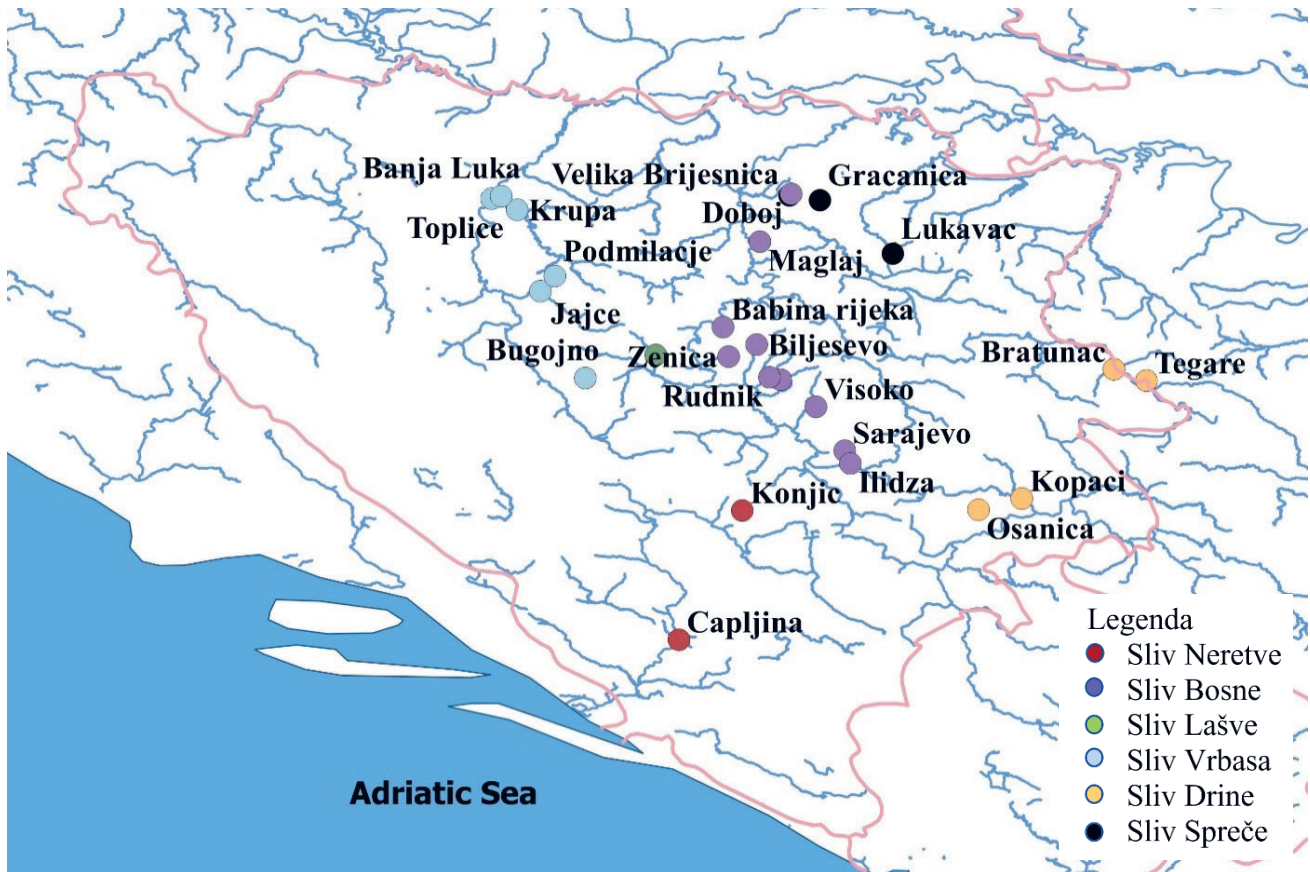 Banja Luka
Velika Brijesnica
Gracanica
Toplice
Krupa
Doboj
Lukavac
Podmilacje
Maglaj
Jajce
Babina rijeka
Bugojno
Zenica
Biljesevo
Bratunac
Tegare
Rudnik
Visoko
Sarajevo
Ilidza
Konjic
Kopaci
Osanica
Capljina
Adriatic Sea
Legenda
Sliv Neretve
Sliv Bosne
Sliv Lašve
Sliv Vrbasa
Sliv Drine
Sliv Spreče